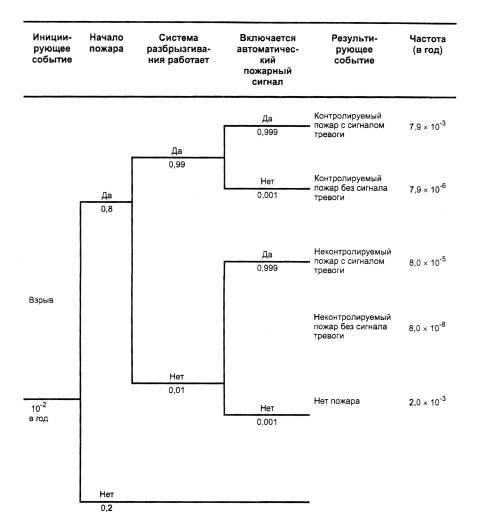 Иниции-
рующее
событие
Начало
пожара
Система
разбрызгива-
ния работает
Включается
автоматичес-
кий
пожарный
сигнал
Результи-
рующее
событие
Частота
(в год)
Да
0,999
Контролируемый
пожар с сигналом
тревоги
7,9 × 10⁻³
Да
0,99
Нет
0,001
Контролируемый
пожар без сигнала
тревоги
7,9 × 10⁻⁶
Да
0,8
Да
0,999
Неконтролируемый
пожар с сигналом
тревоги
8,0 × 10⁻⁵
Взрыв
Неконтролируемый
пожар без сигнала
тревоги
8,0 × 10⁻⁸
Нет
0,01
10⁻²
в год
Нет
0,001
Нет пожара
2,0 × 10⁻³
Нет
0,2